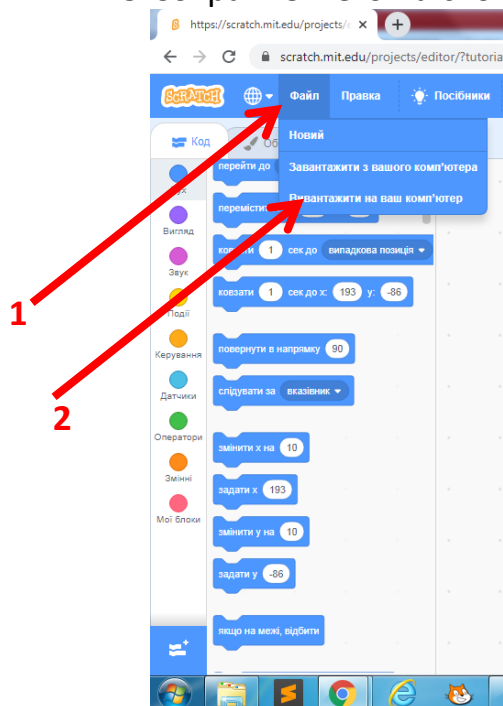 https://scratch.mit.edu/projects/e
scratch.mit.edu/projects/editor/?tutoria
SCRATCH Файл Правка Посібники
Код
Новий
Завантажити з вашого комп'ютера
Вивантажити на ваш комп'ютер
перейти до
Вигляд
ковзати 1 сек до випадкова позиція
Звук
ковзати 1 сек до x: 193 y: -86
1
Події
Керування
повернути в напрямку 90
Датчики
слідувати за вказівник
2
Оператори
змінити x на 10
Змінні
задати x 193
Мої блоки
змінити y на 10
задати y -86
якщо на межі, відбити